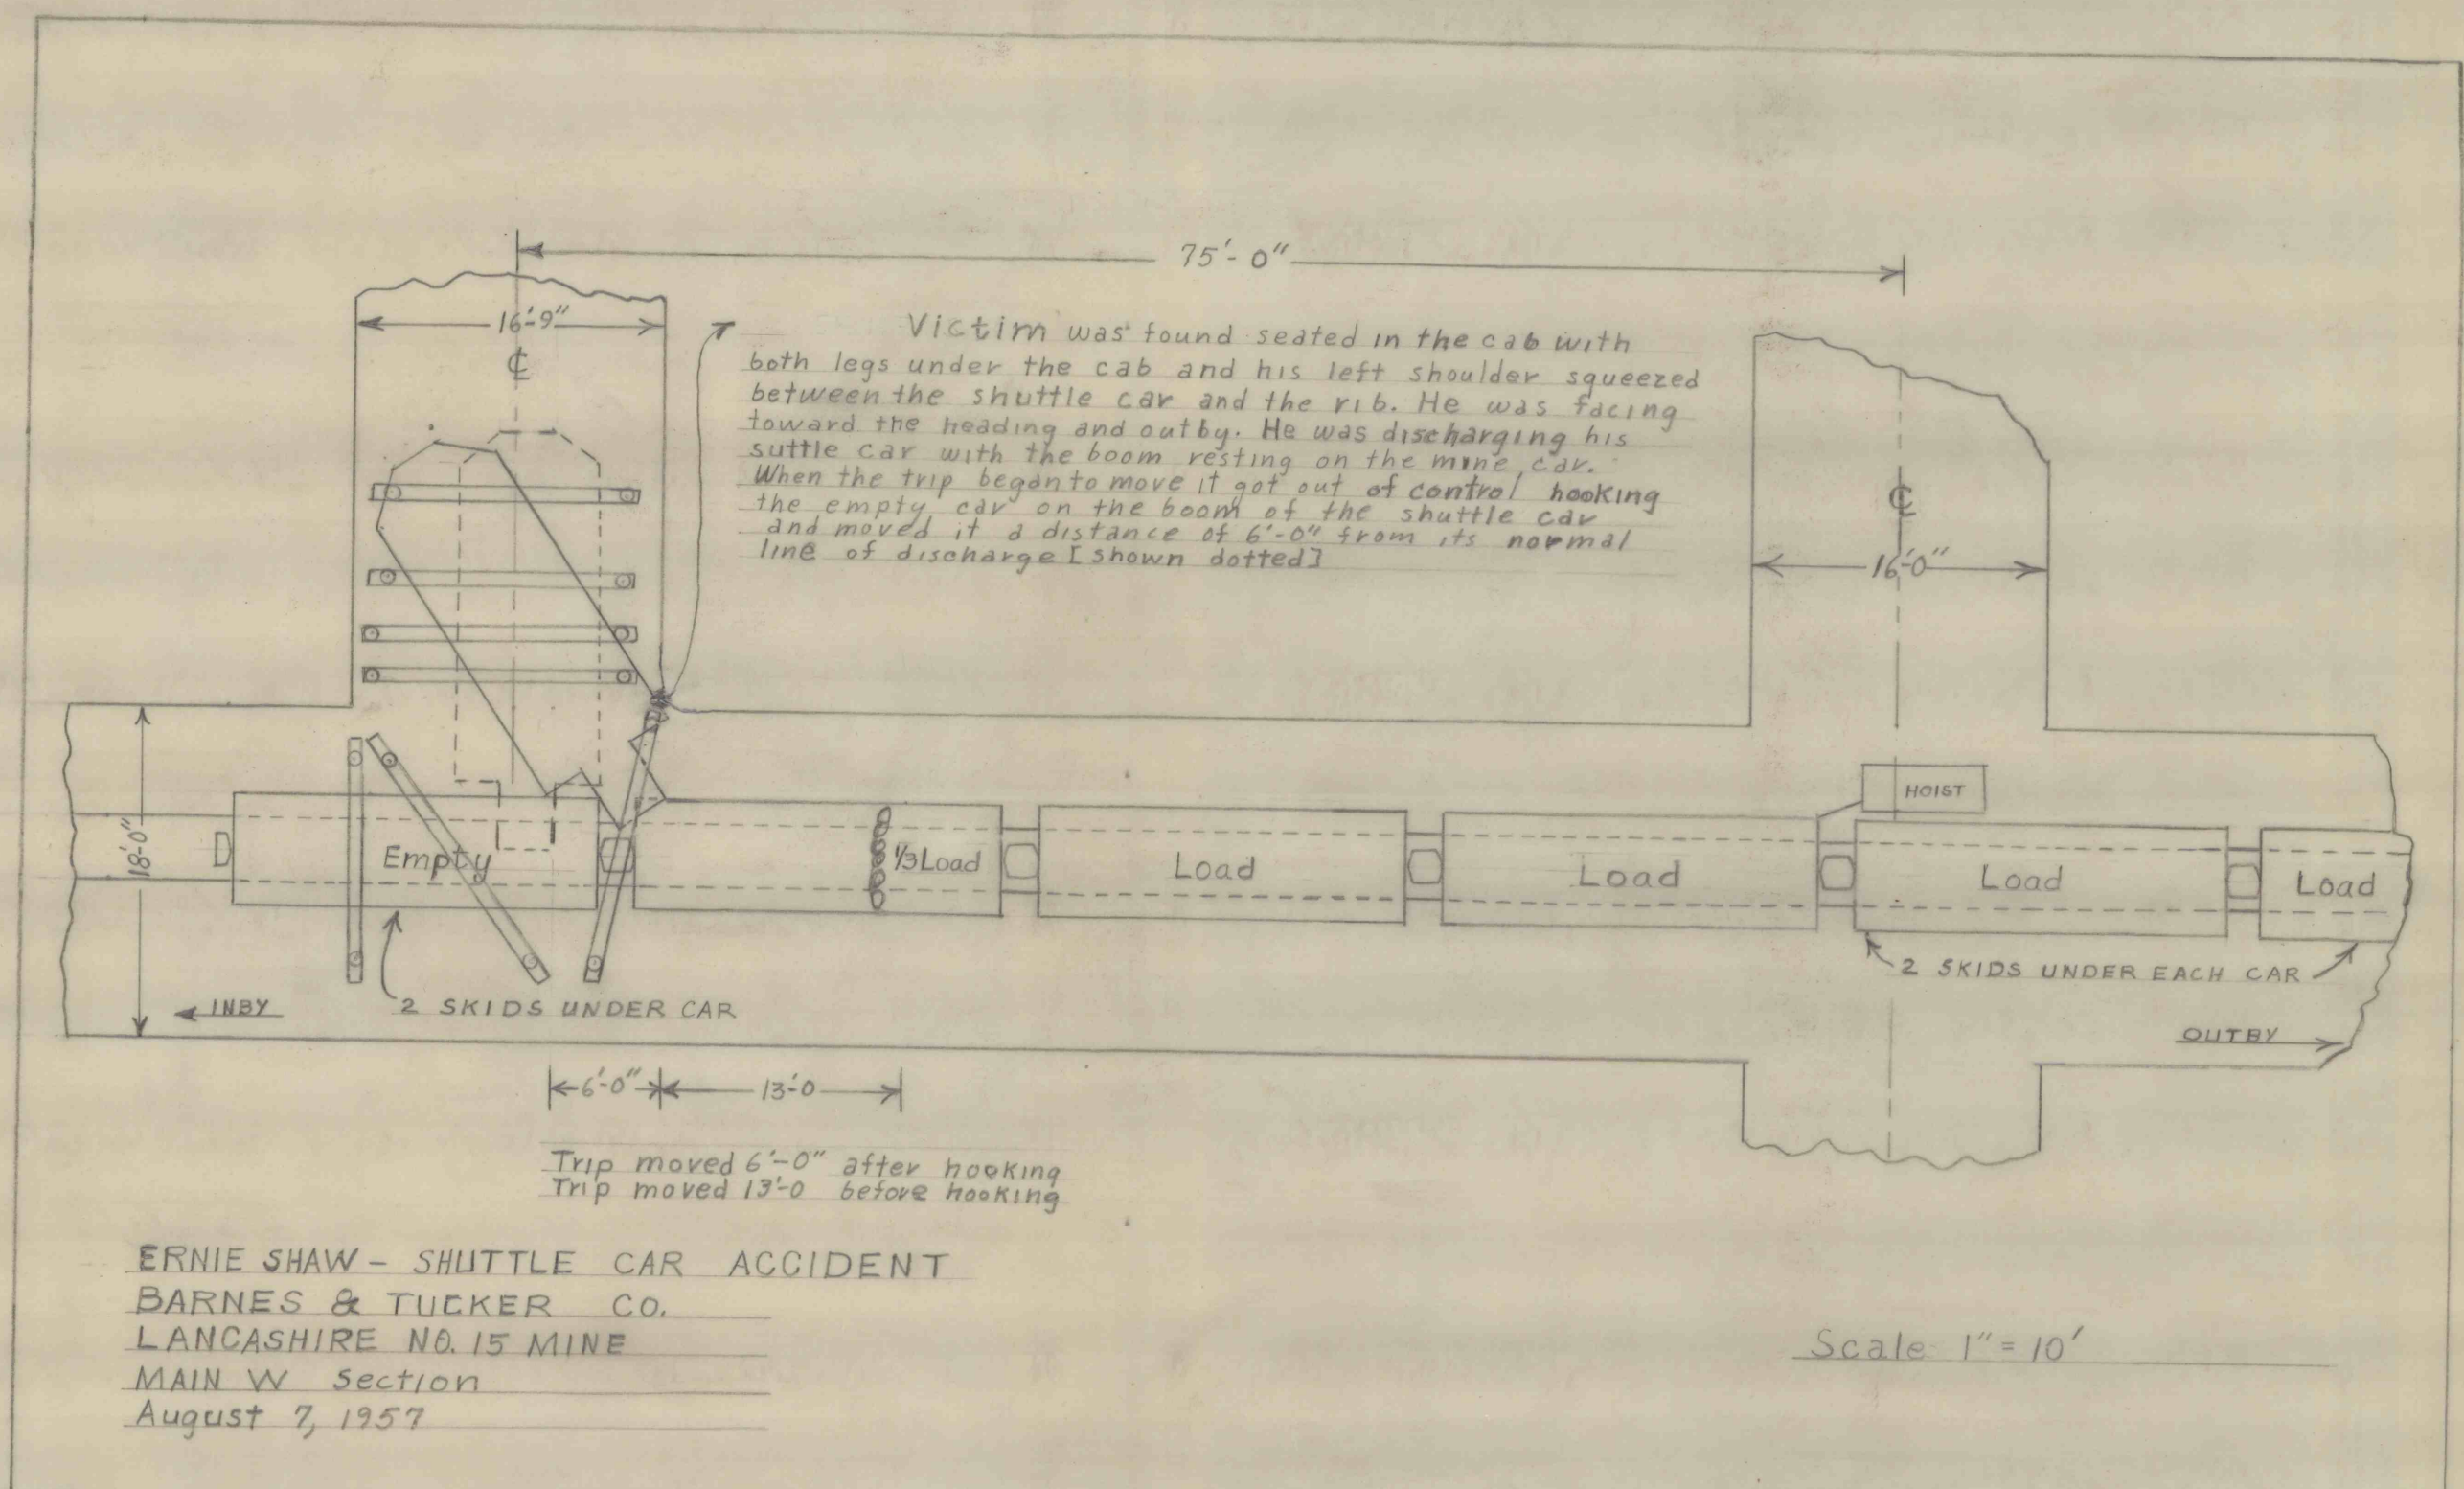 75'-0"
16'-9"
℄
Victim was found seated in the cab with
both legs under the cab and his left shoulder squeezed
between the shuttle car and the rib. He was facing
toward the heading and outby. He was discharging his
suttle car with the boom resting on the mine car.
When the trip began to move it got out of control hooking
the empty car on the boom of the shuttle car
and moved it a distance of 6'-0" from its normal
line of discharge [shown dotted]
℄
16'-0"
HOIST
18'-0"
Empty
1/3 Load
Load
Load
Load
Load
INBY
2 SKIDS UNDER CAR
2 SKIDS UNDER EACH CAR
OUTBY
6'-0"
13'-0
Trip moved 6'-0" after hooking
Trip moved 13'-0 before hooking
ERNIE SHAW - SHUTTLE CAR ACCIDENT
BARNES & TUCKER CO.
LANCASHIRE NO. 15 MINE
MAIN W Section
August 7, 1957
Scale 1" = 10'